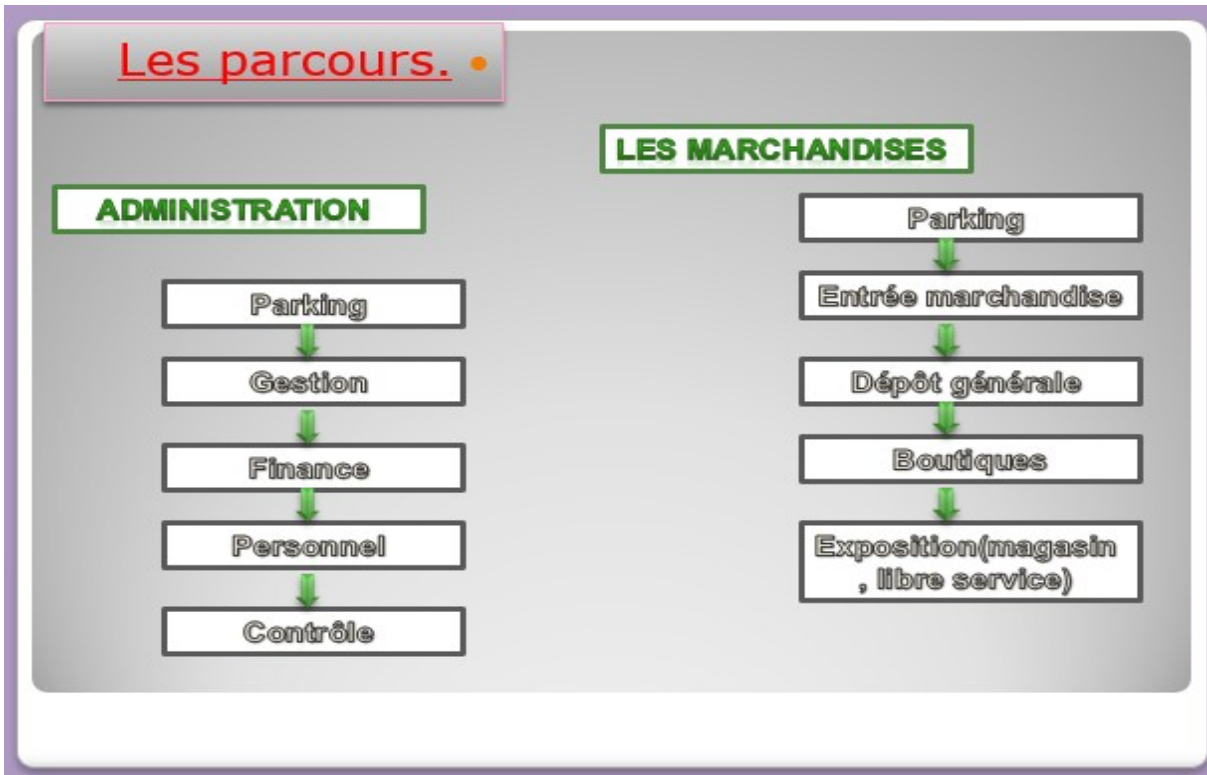 Les parcours. •
ADMINISTRATION
Parking
Gestion
Finance
Personnel
Contrôle
LES MARCHANDISES
Parking
Entrée marchandise
Dépôt générale
Boutiques
Exposition(magasin
, libre service)